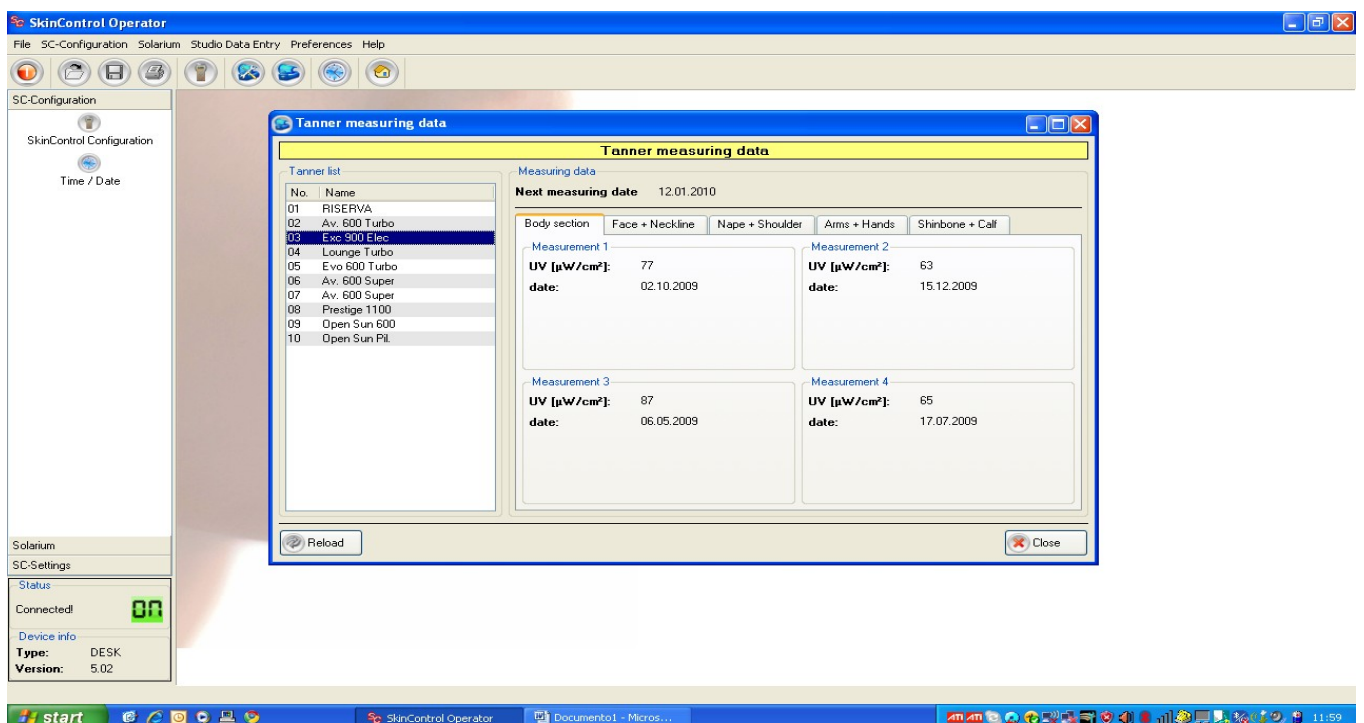 SkinControl Operator
File SC-Configuration Solarium Studio Data Entry Preferences Help
SC-Configuration
SkinControl Configuration
Time / Date
Solarium
SC-Settings
Status
Connected!
ON
Device info
Type: DESK
Version: 5.02
Tanner measuring data
Tanner measuring data
Tanner list
No. Name
01 RISERVA
02 Av. 600 Turbo
03 Exc 900 Elec
04 Lounge Turbo
05 Evo 600 Turbo
06 Av. 600 Super
07 Av. 600 Super
08 Prestige 1100
09 Open Sun 600
10 Open Sun Pil.
Measuring data
Next measuring date 12.01.2010
Body section Face + Neckline Nape + Shoulder Arms + Hands Shinbone + Calf
Measurement 1
UV [µW/cm²]: 77
date: 02.10.2009
Measurement 2
UV [µW/cm²]: 63
date: 15.12.2009
Measurement 3
UV [µW/cm²]: 87
date: 06.05.2009
Measurement 4
UV [µW/cm²]: 65
date: 17.07.2009
Reload
Close
start
SkinControl Operator
Documento1 - Micros...
ATI ATI
11:59